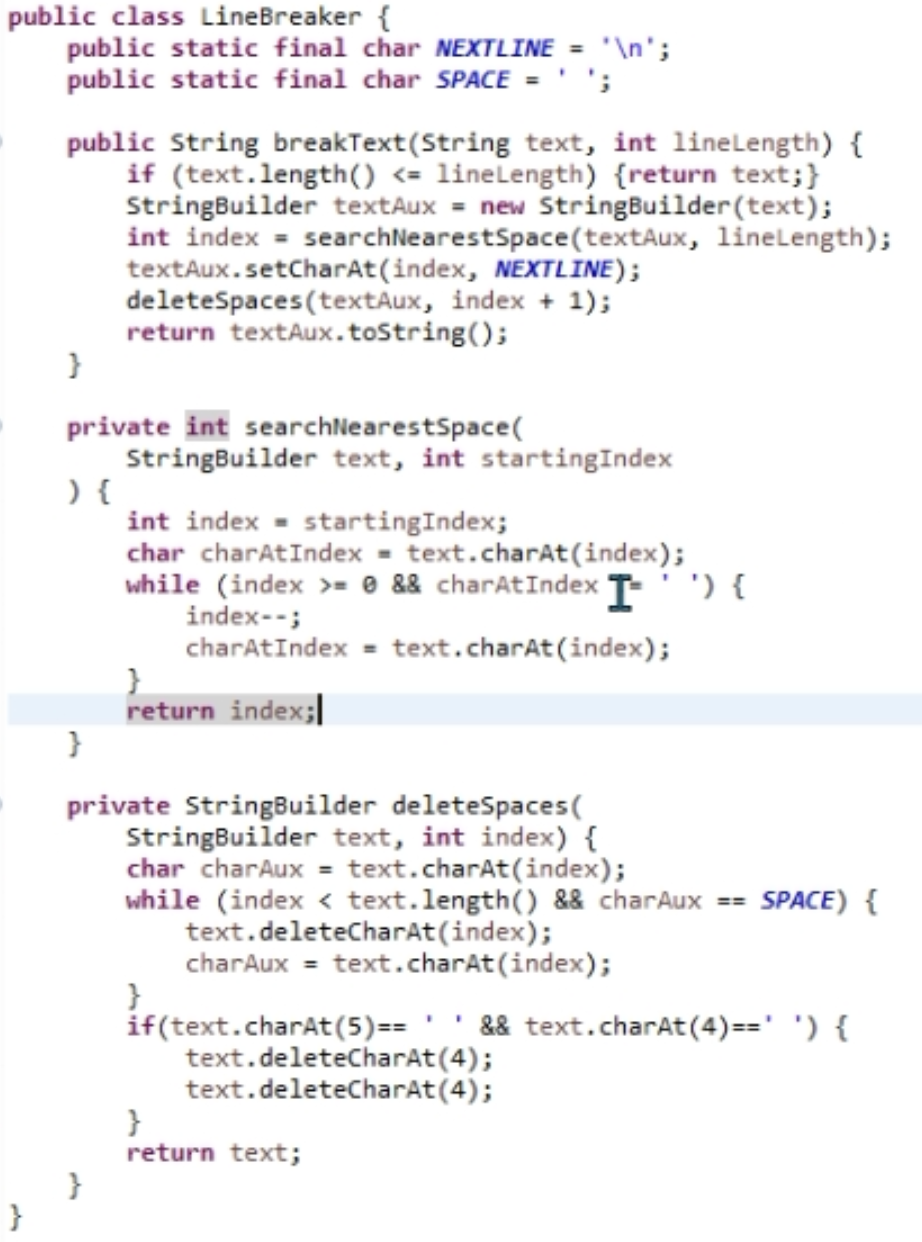 public class LineBreaker {
    public static final char NEXTLINE = '\n';
    public static final char SPACE = ' ';

    public String breakText(String text, int lineLength) {
        if (text.length() <= lineLength) {return text;}
        StringBuilder textAux = new StringBuilder(text);
        int index = searchNearestSpace(textAux, lineLength);
        textAux.setCharAt(index, NEXTLINE);
        deleteSpaces(textAux, index + 1);
        return textAux.toString();
    }

    private int searchNearestSpace(
        StringBuilder text, int startingIndex
    ) {
        int index = startingIndex;
        char charAtIndex = text.charAt(index);
        while (index >= 0 && charAtIndex = ' ') {
            index--;
            charAtIndex = text.charAt(index);
        }
        return index;
    }

    private StringBuilder deleteSpaces(
        StringBuilder text, int index) {
        char charAux = text.charAt(index);
        while (index < text.length() && charAux == SPACE) {
            text.deleteCharAt(index);
            charAux = text.charAt(index);
        }
        if(text.charAt(5)== ' ' && text.charAt(4)==' ') {
            text.deleteCharAt(4);
            text.deleteCharAt(4);
        }
        return text;
    }
}